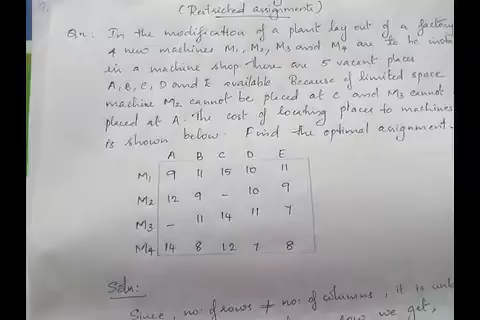 (Restricted assignments)
Qn: In the modification of a plant lay out of a factory
4 new machines M1, M2, M3 and M4 are to be
in a machine shop. There are 5 vacant places
A, B, C, D and E available. Because of limited space
machine M2 cannot be placed at C and M3 cannot
placed at A. The cost of locating places to machines
is shown below. Find the optimal assignment.
A B C D E
M1 9 11 15 10 11
M2 12 9 - 10 9
M3 - 11 14 11 7
M4 14 8 12 7 8
Soln:
Since, no: of rows ≠ no: of columns, it is
we get,